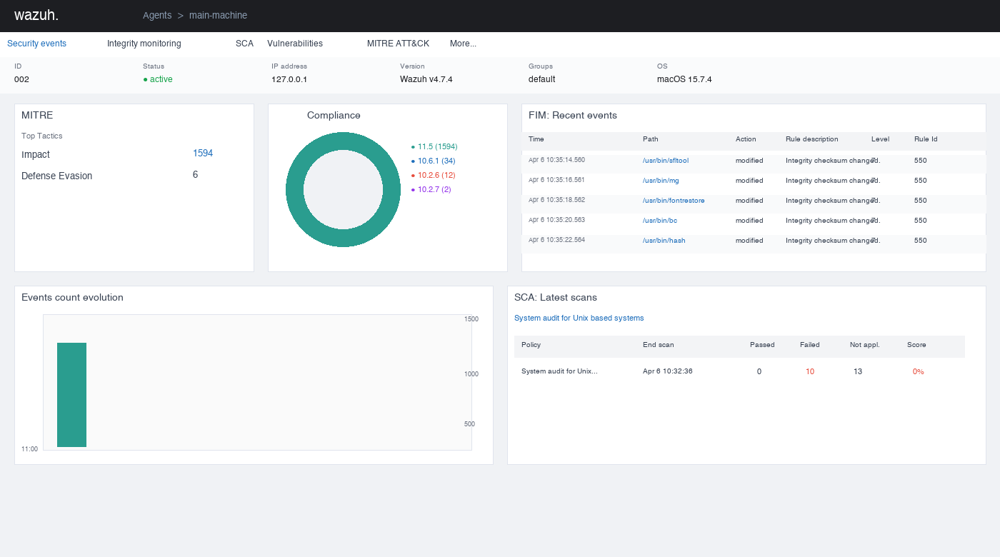 wazuh.
Agents > main-machine
Security events Integrity monitoring SCA Vulnerabilities MITRE ATT&CK More...
ID Status IP address Version Groups OS
002 ● active 127.0.0.1 Wazuh v4.7.4 default macOS 15.7.4
MITRE
Top Tactics
Impact 1594
Defense Evasion 6
Compliance
● 11.5 (1594)
● 10.6.1 (34)
● 10.2.6 (12)
● 10.2.7 (2)
FIM: Recent events
Time Path Action Rule description Level Rule Id
Apr 6 10:35:14.560 /usr/bin/sfltool modified Integrity checksum changed. 7 550
Apr 6 10:35:16.561 /usr/bin/mg modified Integrity checksum changed. 7 550
Apr 6 10:35:18.562 /usr/bin/fontrestore modified Integrity checksum changed. 7 550
Apr 6 10:35:20.563 /usr/bin/bc modified Integrity checksum changed. 7 550
Apr 6 10:35:22.564 /usr/bin/hash modified Integrity checksum changed. 7 550
Events count evolution
1500
1000
500
11:00
SCA: Latest scans
System audit for Unix based systems
Policy End scan Passed Failed Not appl. Score
System audit for Unix... Apr 6 10:32:36 0 10 13 0%